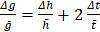 Δg/ḡ = Δh/h̄ + 2 Δt/t̄